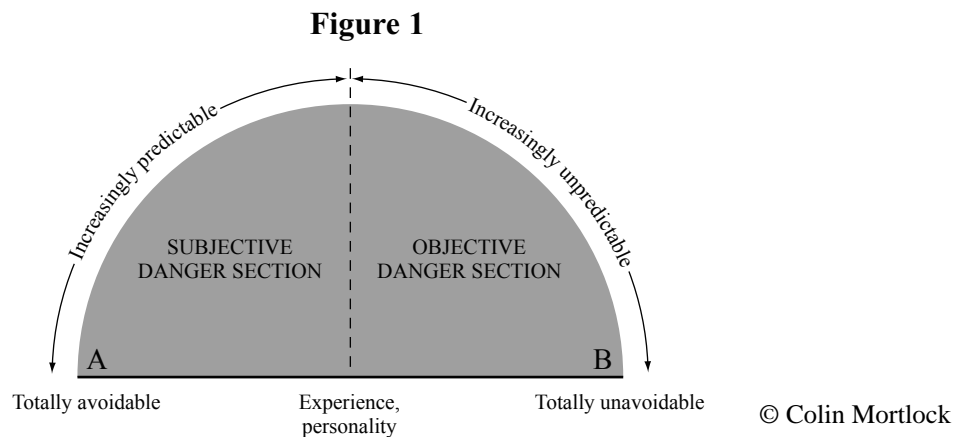 Figure 1
Increasingly predictable
Increasingly unpredictable
SUBJECTIVE
DANGER SECTION
OBJECTIVE
DANGER SECTION
A
B
Totally avoidable
Experience,
personality
Totally unavoidable
© Colin Mortlock